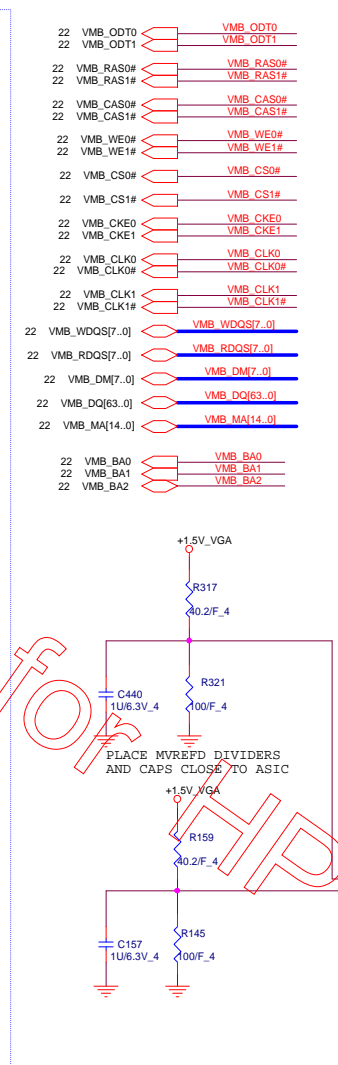 22 VMB_ODT0 VMB_ODT0
22 VMB_ODT1 VMB_ODT1
22 VMB_RAS0# VMB_RAS0#
22 VMB_RAS1# VMB_RAS1#
22 VMB_CAS0# VMB_CAS0#
22 VMB_CAS1# VMB_CAS1#
22 VMB_WE0# VMB_WE0#
22 VMB_WE1# VMB_WE1#
22 VMB_CS0# VMB_CS0#
22 VMB_CS1# VMB_CS1#
22 VMB_CKE0 VMB_CKE0
22 VMB_CKE1 VMB_CKE1
22 VMB_CLK0 VMB_CLK0
22 VMB_CLK0# VMB_CLK0#
22 VMB_CLK1 VMB_CLK1
22 VMB_CLK1# VMB_CLK1#
22 VMB_WDQS[7..0] VMB_WDQS[7..0]
22 VMB_RDQS[7..0] VMB_RDQS[7..0]
22 VMB_DM[7..0] VMB_DM[7..0]
22 VMB_DQ[63..0] VMB_DQ[63..0]
22 VMB_MA[14..0] VMB_MA[14..0]
22 VMB_BA0 VMB_BA0
22 VMB_BA1 VMB_BA1
22 VMB_BA2 VMB_BA2
+1.5V_VGA
R317
40.2/F_4
R321
100/F_4
C440
1U/6.3V_4
PLACE MVREFD DIVIDERS
AND CAPS CLOSE TO ASIC
+1.5V_VGA
R159
40.2/F_4
R145
100/F_4
C157
1U/6.3V_4
for HP